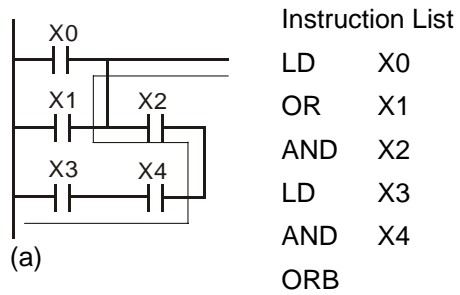 X0
X1 X2
X3 X4
(a)
Instruction List
LD X0
OR X1
AND X2
LD X3
AND X4
ORB